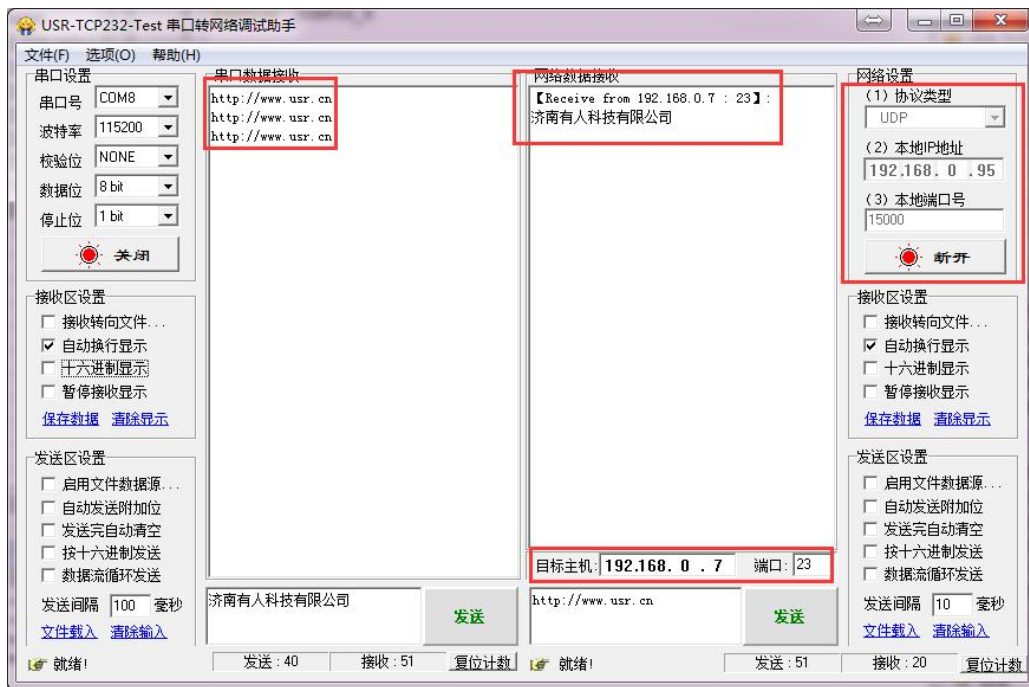 USR-TCP232-Test 串口转网络调试助手
文件(F) 选项(O) 帮助(H)
串口设置
串口号 COM8
波特率 115200
校验位 NONE
数据位 8 bit
停止位 1 bit
关闭
接收区设置
接收转向文件...
自动换行显示
十六进制显示
暂停接收显示
保存数据 清除显示
发送区设置
启用文件数据源...
自动发送附加位
发送完自动清空
按十六进制发送
数据流循环发送
发送间隔 100 毫秒
文件载入 清除输入
就绪!
串口数据接收
http://www.usr.cn
http://www.usr.cn
http://www.usr.cn
济南有人科技有限公司
发送
发送 : 40 接收 : 51 复位计数
网络数据接收
【Receive from 192.168.0.7 : 23】:
济南有人科技有限公司
目标主机: 192.168. 0 . 7 端口: 23
http://www.usr.cn
发送
就绪!
发送 : 51 接收 : 20 复位计数
网络设置
(1) 协议类型
UDP
(2) 本地IP地址
192.168. 0 .95
(3) 本地端口号
15000
断开
接收区设置
接收转向文件...
自动换行显示
十六进制显示
暂停接收显示
保存数据 清除显示
发送区设置
启用文件数据源...
自动发送附加位
发送完自动清空
按十六进制发送
数据流循环发送
发送间隔 10 毫秒
文件载入 清除输入